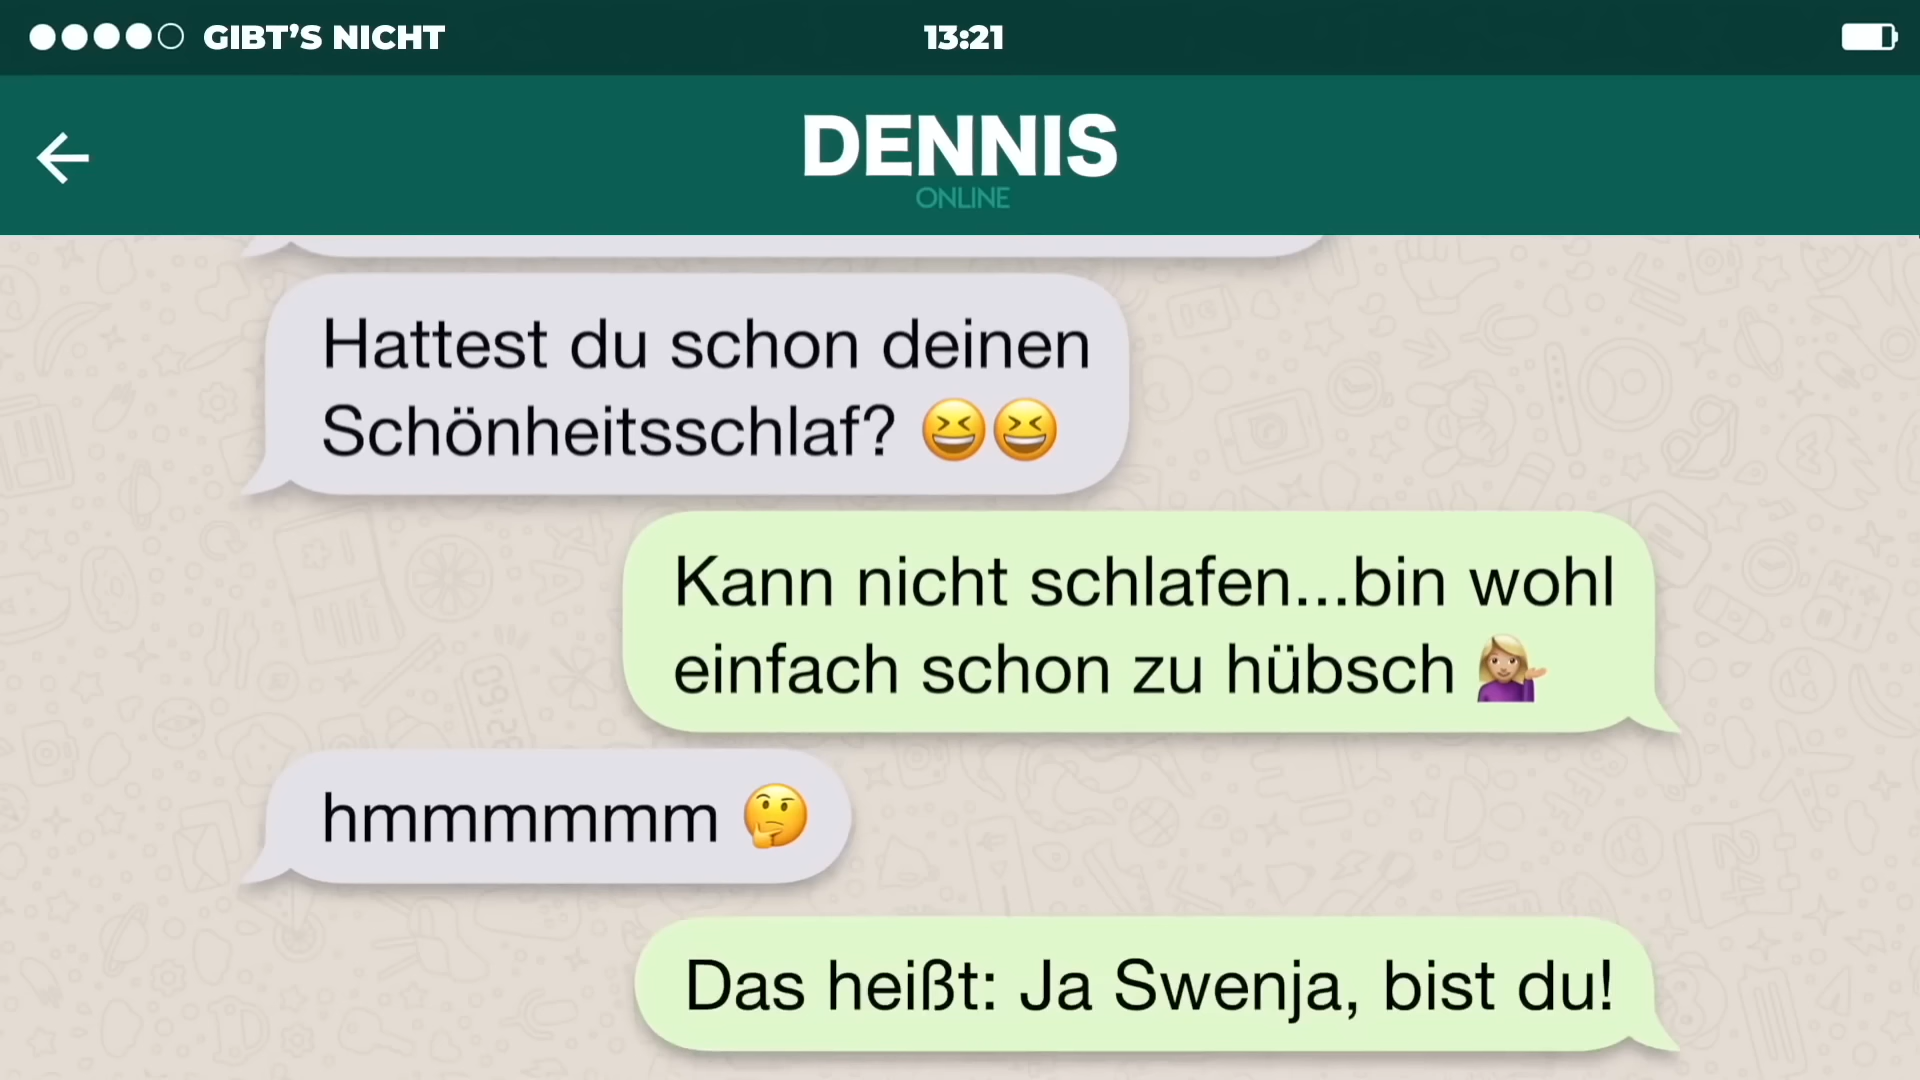 GIBT'S NICHT
13:21
DENNIS
ONLINE
Hattest du schon deinen
Schönheitsschlaf? 😆😆
Kann nicht schlafen...bin wohl
einfach schon zu hübsch 💁🏼‍♀️
hmmmmmm 🤔
Das heißt: Ja Swenja, bist du!